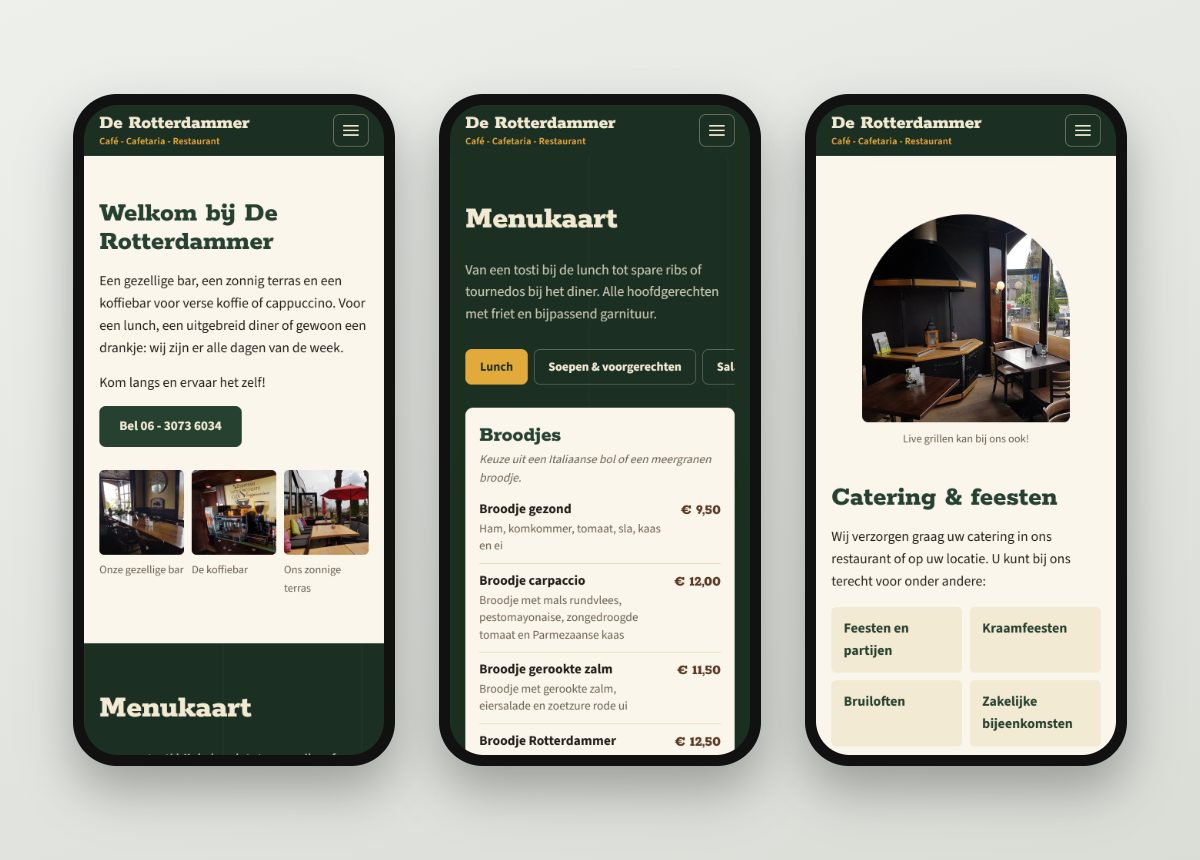 De Rotterdammer
Café - Cafetaria - Restaurant
Welkom bij De
Rotterdammer
Een gezellige bar, een zonnig terras en een
koffiebar voor verse koffie of cappuccino. Voor
een lunch, een uitgebreid diner of gewoon een
drankje: wij zijn er alle dagen van de week.
Kom langs en ervaar het zelf!
Bel 06 - 3073 6034
Onze gezellige bar
De koffiebar
Ons zonnige
terras
Menukaart
De Rotterdammer
Café - Cafetaria - Restaurant
Menukaart
Van een tosti bij de lunch tot spare ribs of
tournedos bij het diner. Alle hoofdgerechten
met friet en bijpassend garnituur.
Lunch
Soepen & voorgerechten
Broodjes
Keuze uit een Italiaanse bol of een meergranen
broodje.
Broodje gezond € 9,50
Ham, komkommer, tomaat, sla, kaas
en ei
Broodje carpaccio € 12,00
Broodje met mals rundvlees,
pestomayonaise, zongedroogde
tomaat en Parmezaanse kaas
Broodje gerookte zalm € 11,50
Broodje met gerookte zalm,
eiersalade en zoetzure rode ui
Broodje Rotterdammer € 12,50
De Rotterdammer
Café - Cafetaria - Restaurant
Live grillen kan bij ons ook!
Catering & feesten
Wij verzorgen graag uw catering in ons
restaurant of op uw locatie. U kunt bij ons
terecht voor onder andere:
Feesten en
partijen
Kraamfeesten
Bruiloften
Zakelijke
bijeenkomsten